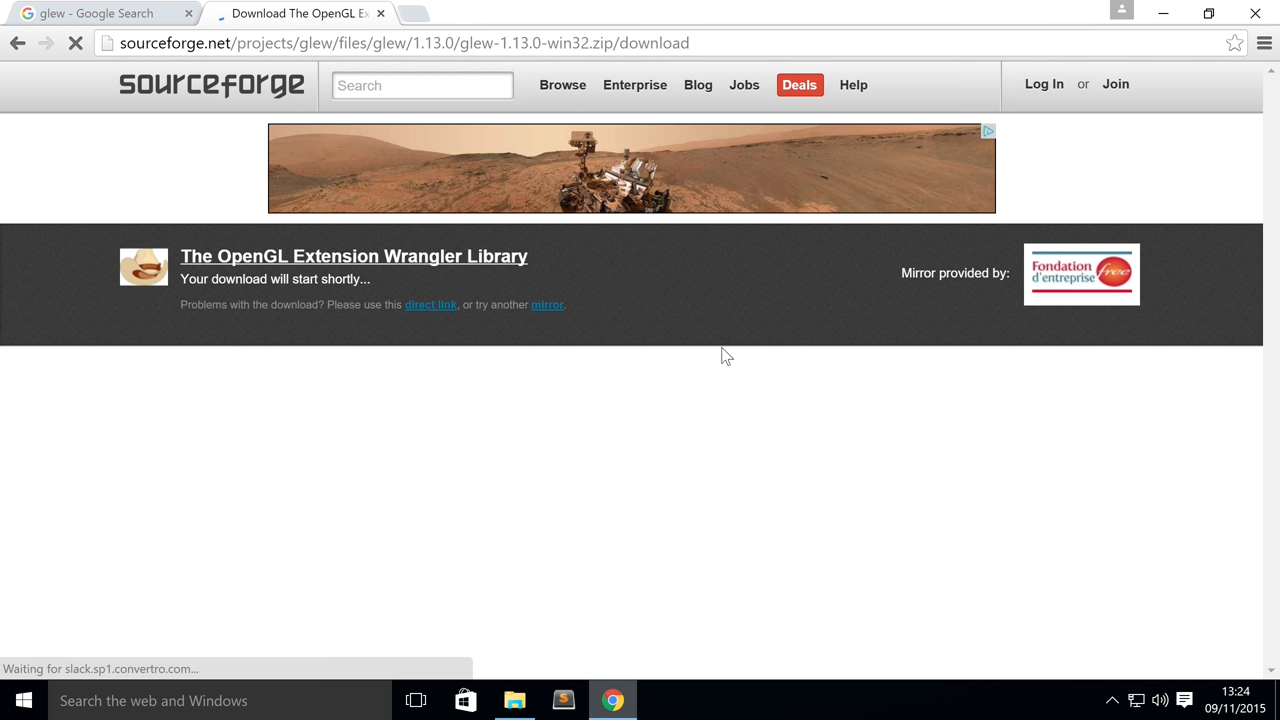 glew - Google Search
Download The OpenGL Ex
sourceforge.net/projects/glew/files/glew/1.13.0/glew-1.13.0-win32.zip/download
sourceforge
Search
Browse
Enterprise
Blog
Jobs
Deals
Help
Log In or Join
The OpenGL Extension Wrangler Library
Your download will start shortly...
Problems with the download? Please use this direct link, or try another mirror.
Mirror provided by:
Fondation
d'entreprise free
Waiting for slack.sp1.convertro.com...
Search the web and Windows
13:24
09/11/2015